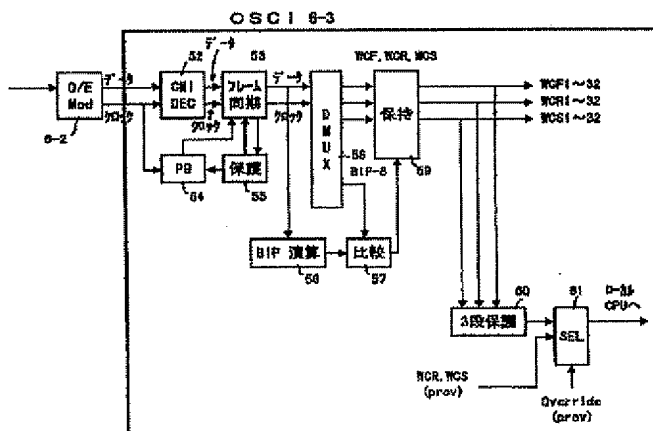 OSCI 6-3
データ
52
データ
53
データ
WCF, WCR, WCS
O/E
Mod
CMI
DEC
フレーム
同期
DMUX
保持
WCF1〜32
WCR1〜32
WCS1〜32
クロック
クロック
クロック
6-2
58
59
PG
保護
BIP-8
54
55
BIP 演算
比較
56
57
60
61
3段保護
SEL
ローカル
CPUへ
WCR, WCS
(prov)
Override
(prov)